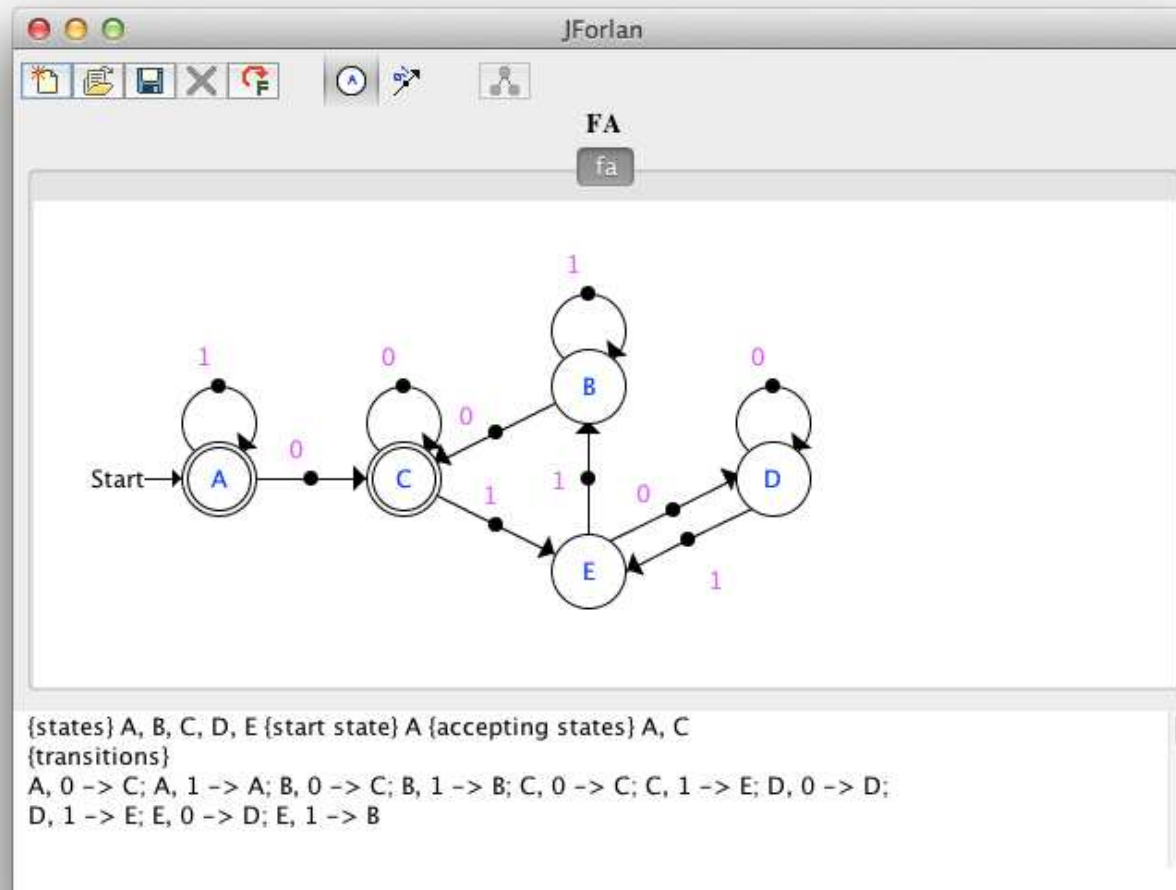 JForlan
A F
FA
fa
1
1 0 B 0
0
0
Start A C 1 0 D
1
E
1
{states} A, B, C, D, E {start state} A {accepting states} A, C
{transitions}
A, 0 -> C; A, 1 -> A; B, 0 -> C; B, 1 -> B; C, 0 -> C; C, 1 -> E; D, 0 -> D;
D, 1 -> E; E, 0 -> D; E, 1 -> B